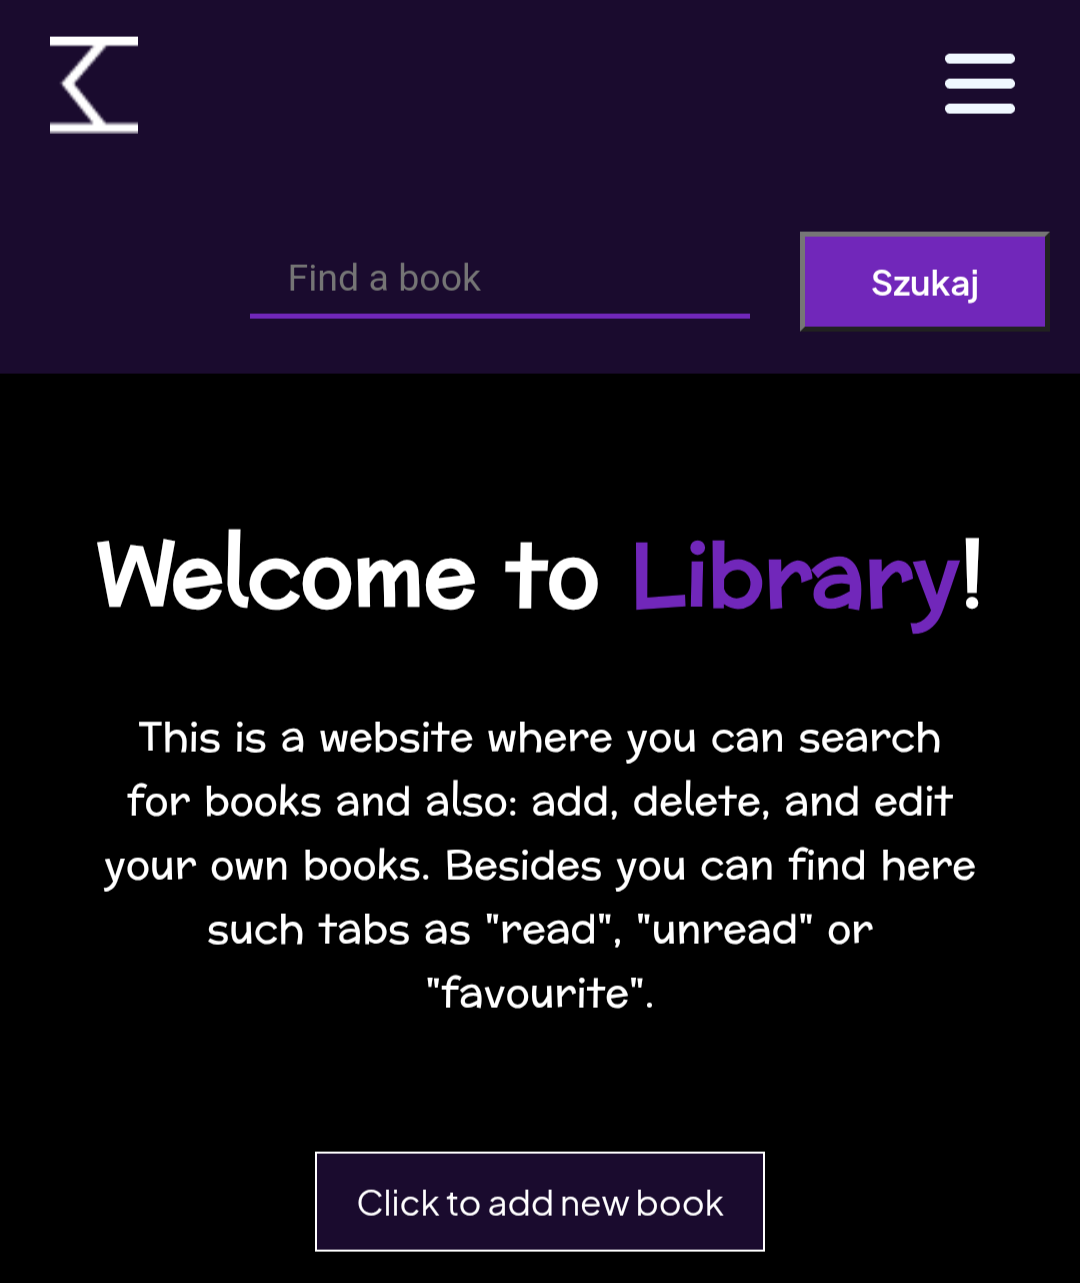 Find a book
Szukaj
Welcome to Library!
This is a website where you can search
for books and also: add, delete, and edit
your own books. Besides you can find here
such tabs as "read", "unread" or
"favourite".
Click to add new book